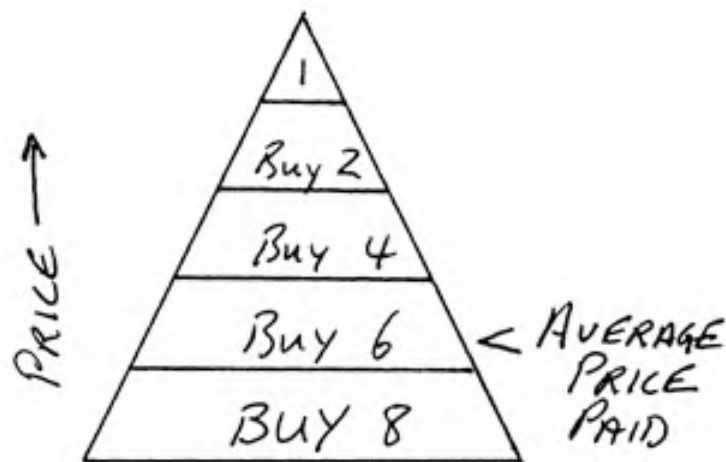 1
Buy 2
Buy 4
Buy 6
BUY 8
PRICE →
< AVERAGE
PRICE
PAID